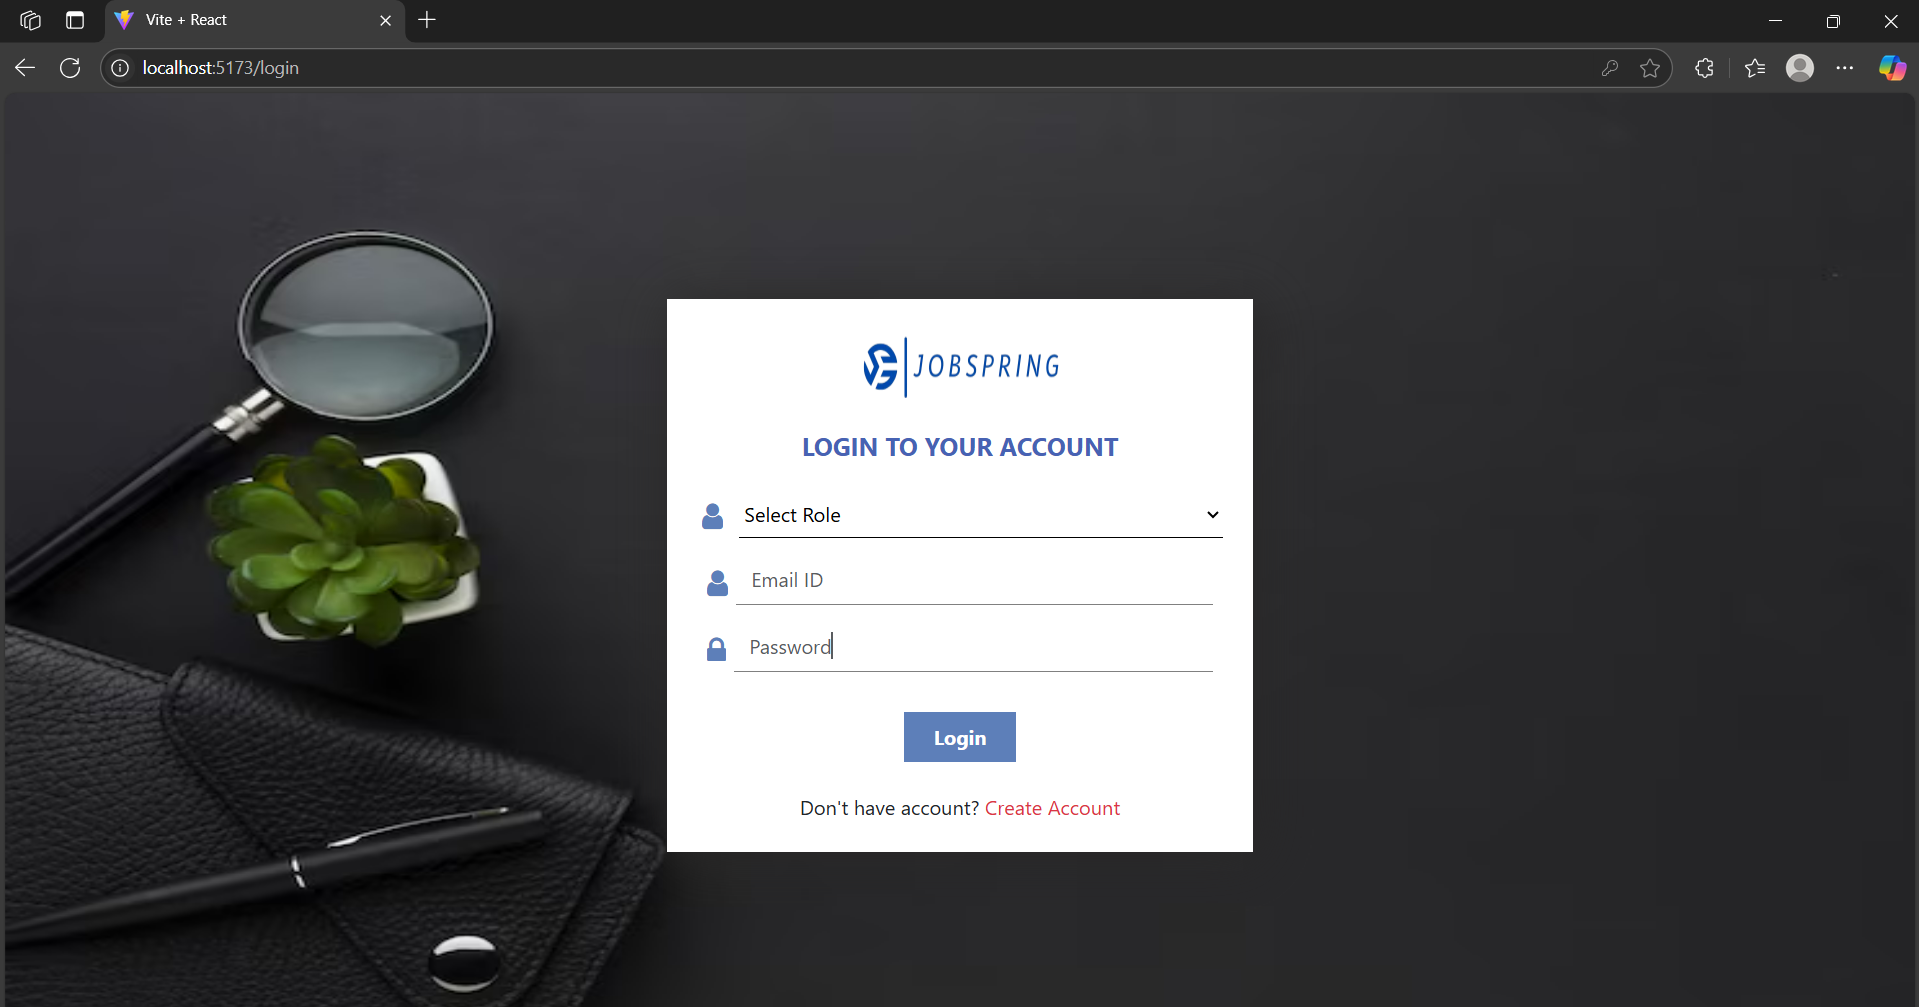 Vite + React
localhost:5173/login
JOBSPRING
LOGIN TO YOUR ACCOUNT
Select Role
Email ID
Password
Login
Don't have account? Create Account